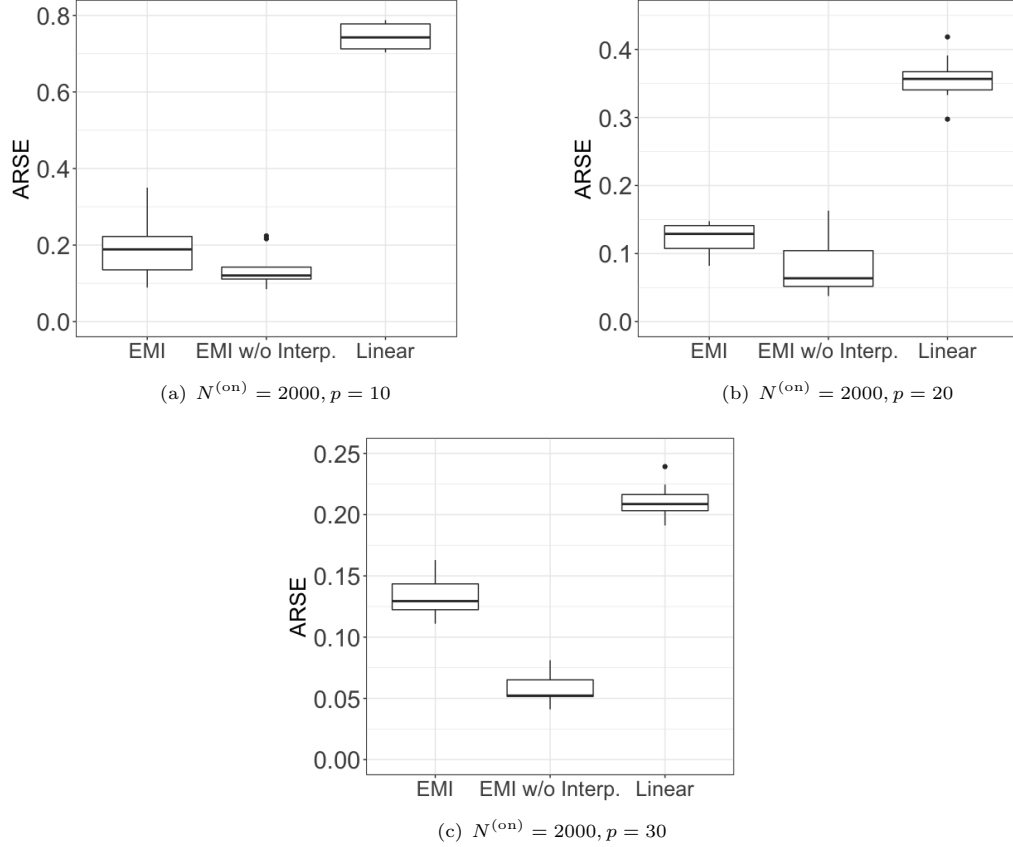 ARSE
0.8
0.6
0.4
0.2
0.0
EMI EMI w/o Interp. Linear
(a) N^(on) = 2000, p = 10
ARSE
0.4
0.3
0.2
0.1
0.0
EMI EMI w/o Interp. Linear
(b) N^(on) = 2000, p = 20
ARSE
0.25
0.20
0.15
0.10
0.05
0.00
EMI EMI w/o Interp. Linear
(c) N^(on) = 2000, p = 30